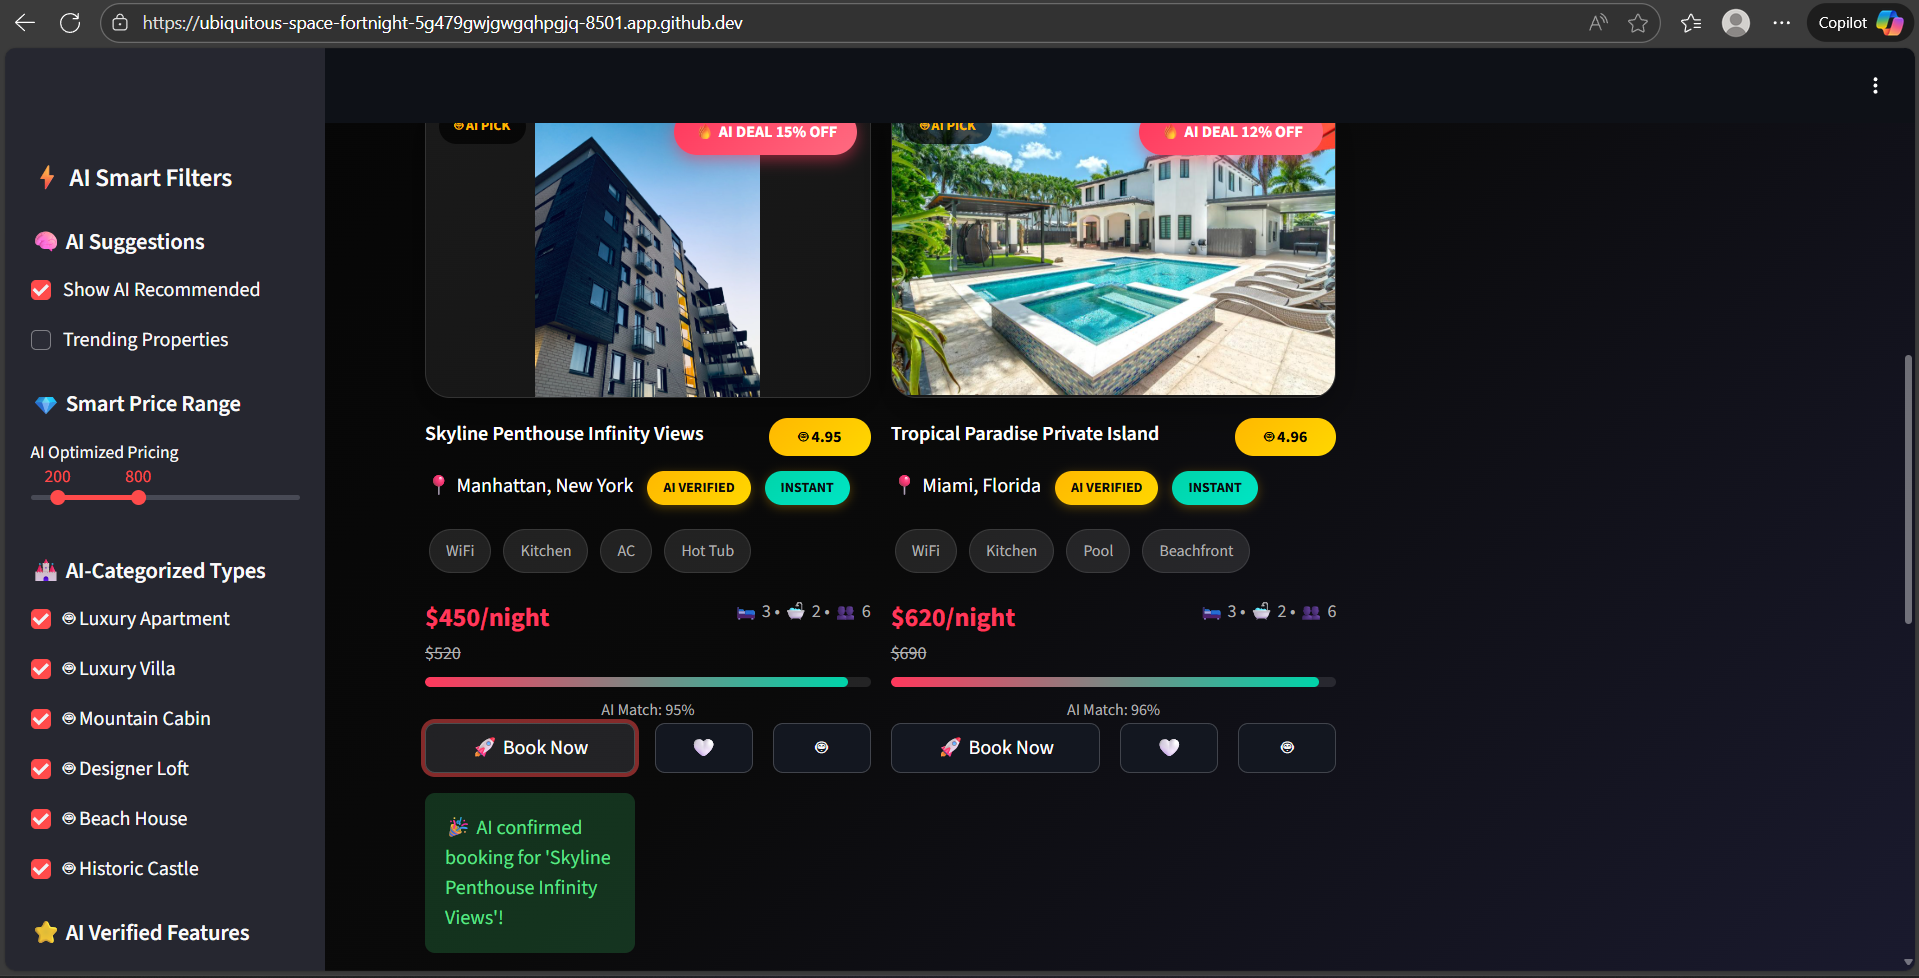 https://ubiquitous-space-fortnight-5g479gwjgwgqhpgjq-8501.app.github.dev
Copilot
AI Smart Filters
AI Suggestions
Show AI Recommended
Trending Properties
Smart Price Range
AI Optimized Pricing
200 800
AI-Categorized Types
Luxury Apartment
Luxury Villa
Mountain Cabin
Designer Loft
Beach House
Historic Castle
AI Verified Features
AI PICK
AI DEAL 15% OFF
Skyline Penthouse Infinity Views
4.95
Manhattan, New York AI VERIFIED INSTANT
WiFi Kitchen AC Hot Tub
$450/night 3 • 2 • 6
$520
AI Match: 95%
Book Now
AI confirmed
booking for 'Skyline
Penthouse Infinity
Views'!
AI PICK
AI DEAL 12% OFF
Tropical Paradise Private Island
4.96
Miami, Florida AI VERIFIED INSTANT
WiFi Kitchen Pool Beachfront
$620/night 3 • 2 • 6
$690
AI Match: 96%
Book Now